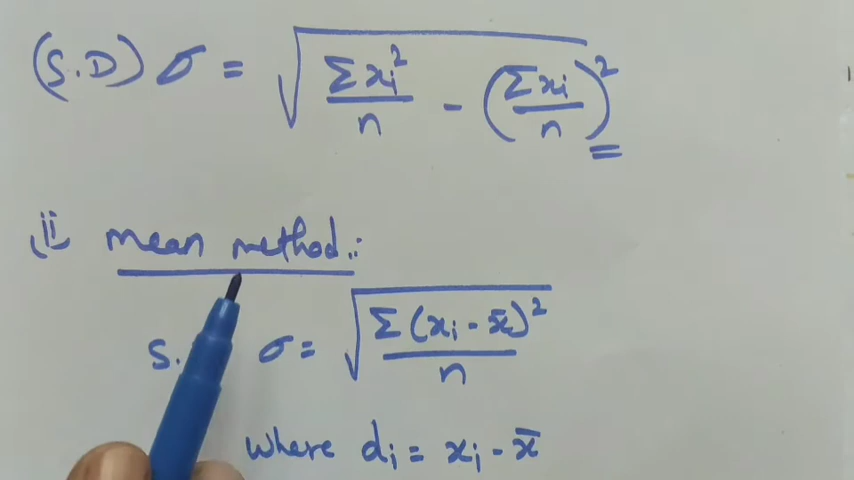 (S.D) σ = √(Σxᵢ²/n - (Σxᵢ/n)²)
ii) mean method:
S. σ = √(Σ(xᵢ - x̄)²/n)
where dᵢ = xᵢ - x̄